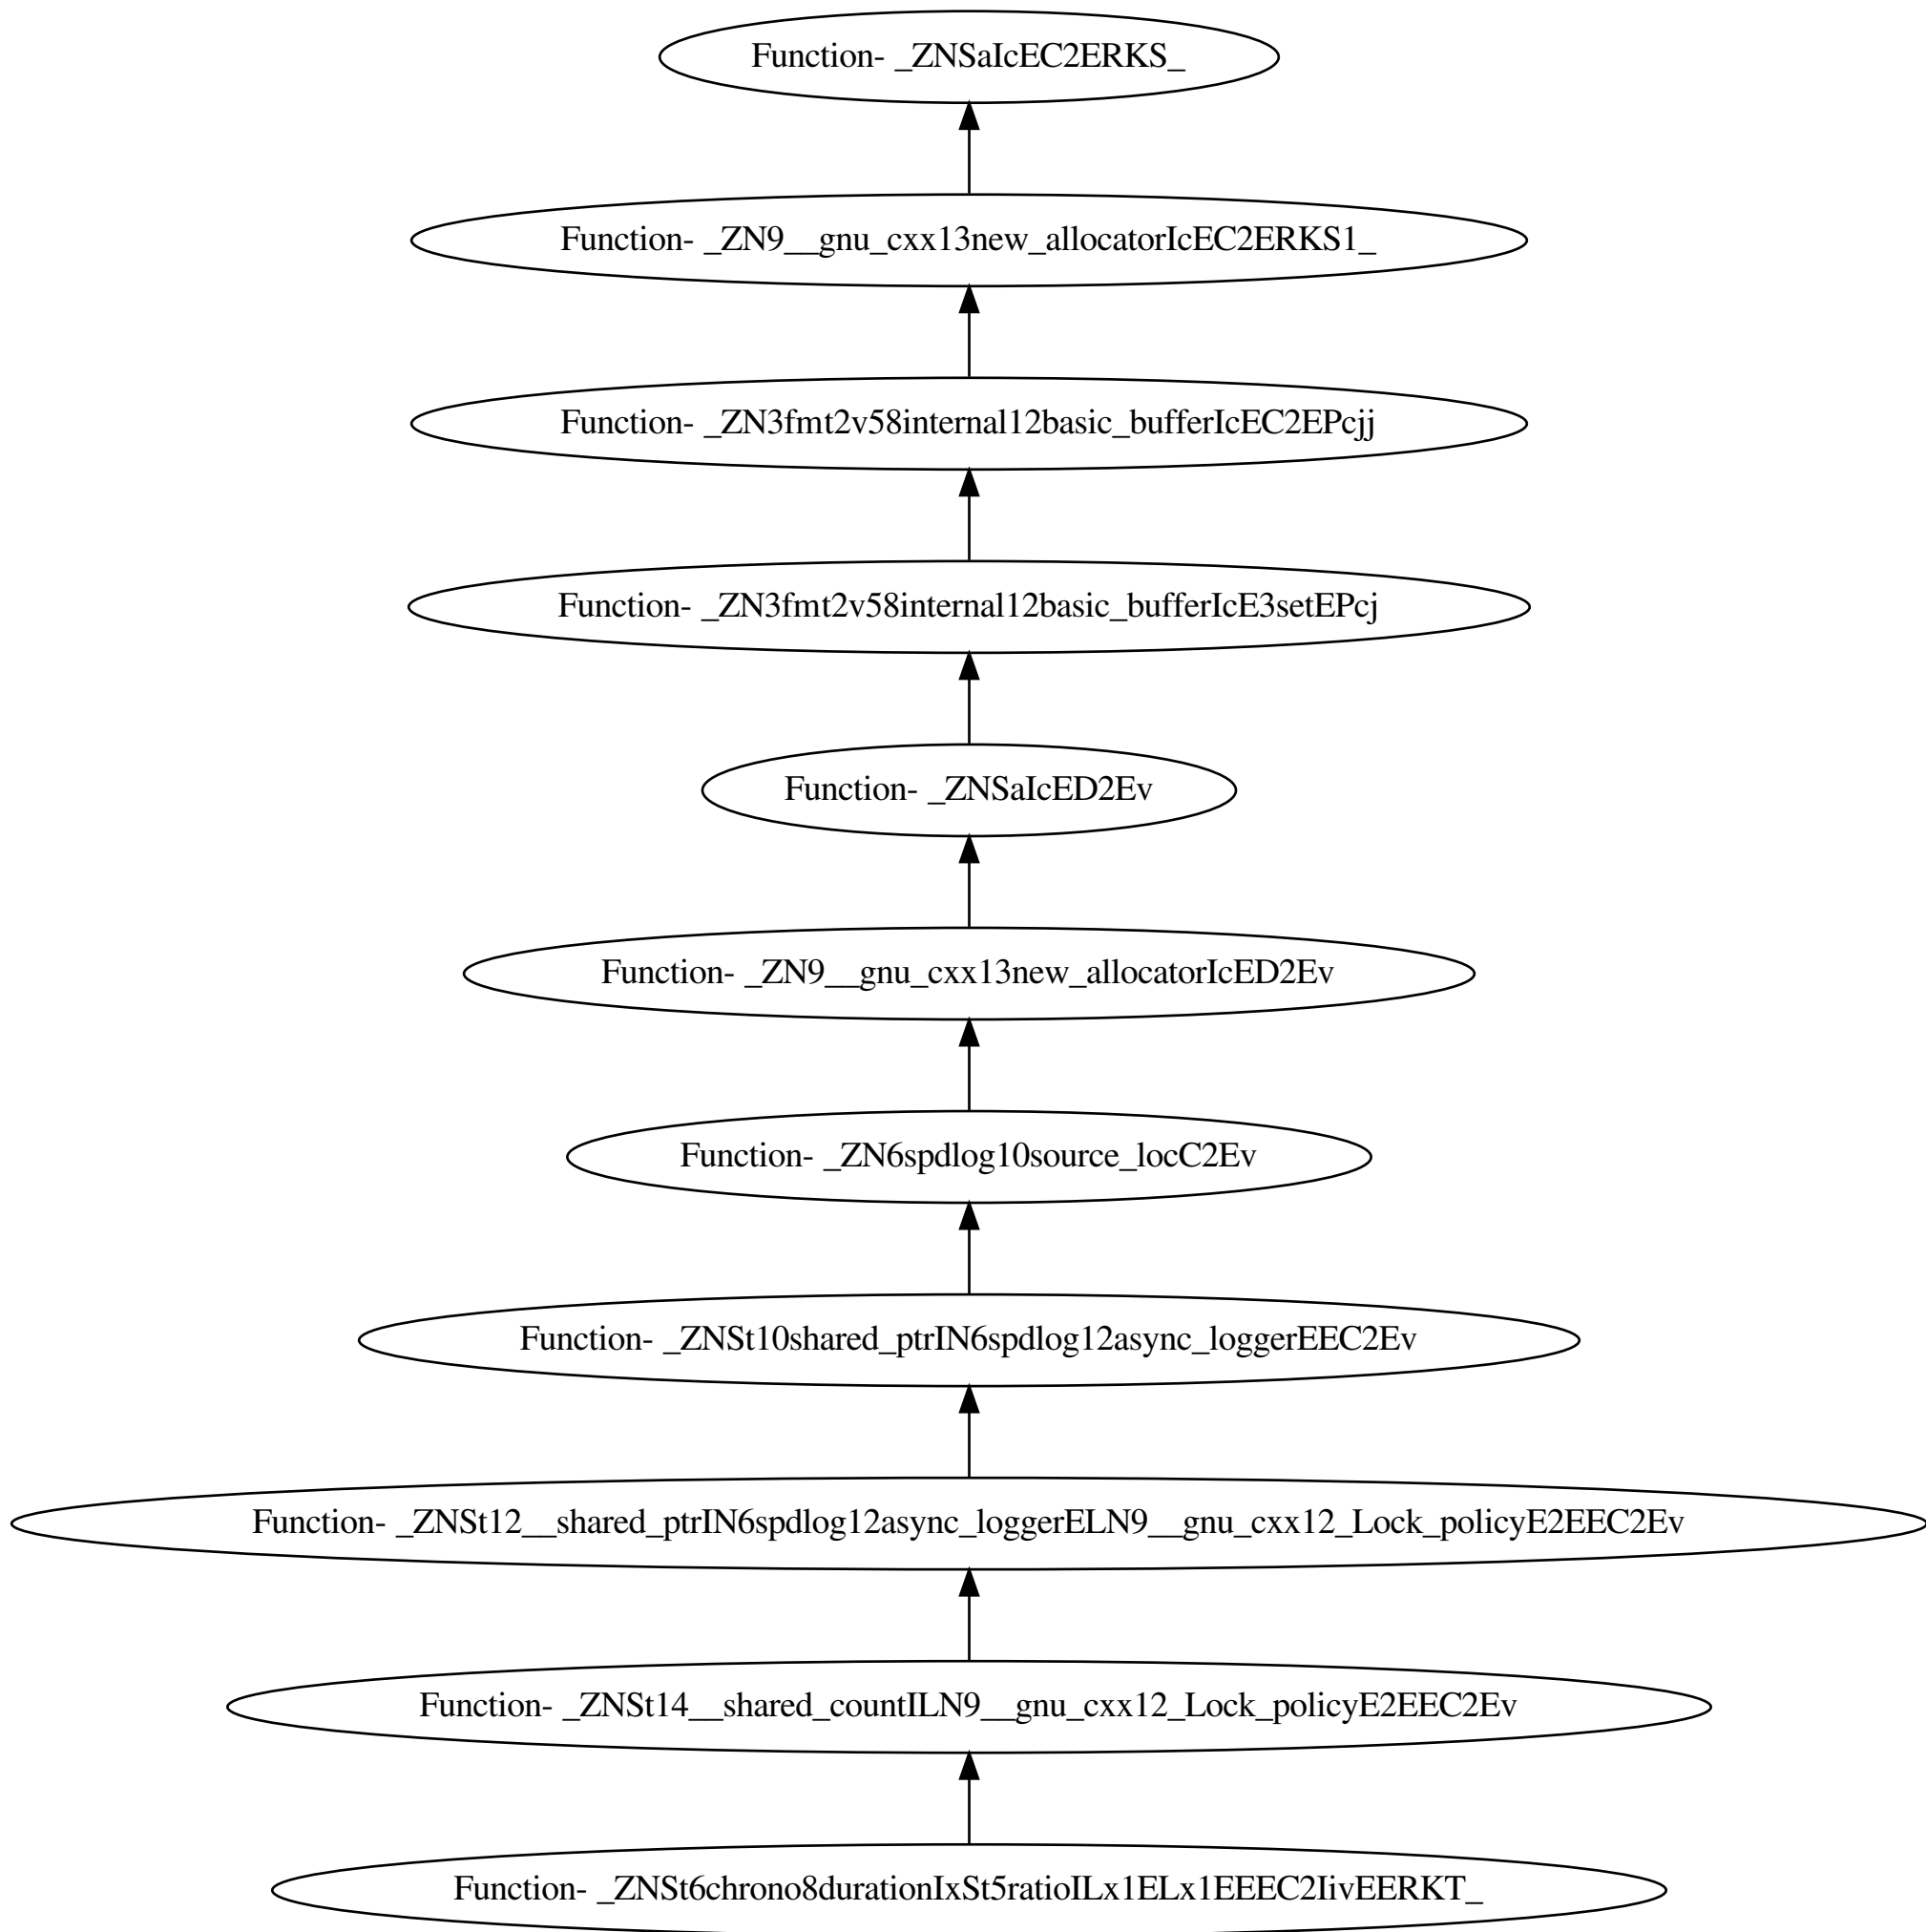 Function- _ZNSaIcEC2ERKS_
Function- _ZN9__gnu_cxx13new_allocatorIcEC2ERKS1_
Function- _ZN3fmt2v58internal12basic_bufferIcEC2EPcjj
Function- _ZN3fmt2v58internal12basic_bufferIcE3setEPcj
Function- _ZNSaIcED2Ev
Function- _ZN9__gnu_cxx13new_allocatorIcED2Ev
Function- _ZN6spdlog10source_locC2Ev
Function- _ZNSt10shared_ptrIN6spdlog12async_loggerEEC2Ev
Function- _ZNSt12__shared_ptrIN6spdlog12async_loggerELN9__gnu_cxx12_Lock_policyE2EEC2Ev
Function- _ZNSt14__shared_countILN9__gnu_cxx12_Lock_policyE2EEC2Ev
Function- _ZNSt6chrono8durationIxSt5ratioILx1ELx1EEEC2IivEERKT_